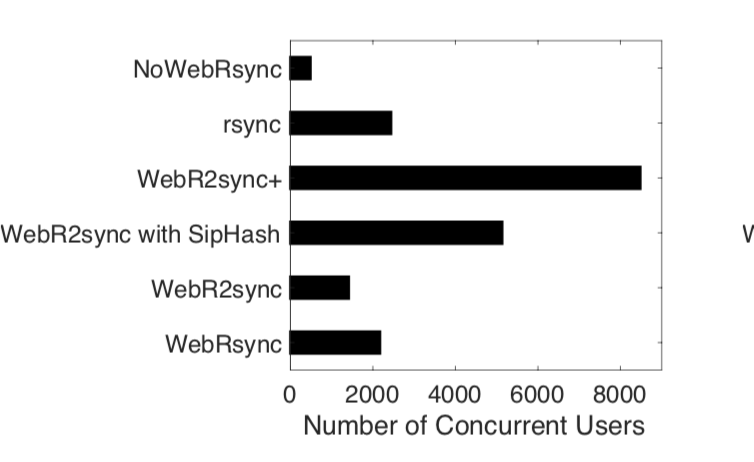 NoWebRsync
rsync
WebR2sync+
WebR2sync with SipHash
WebR2sync
WebRsync
0 2000 4000 6000 8000
Number of Concurrent Users